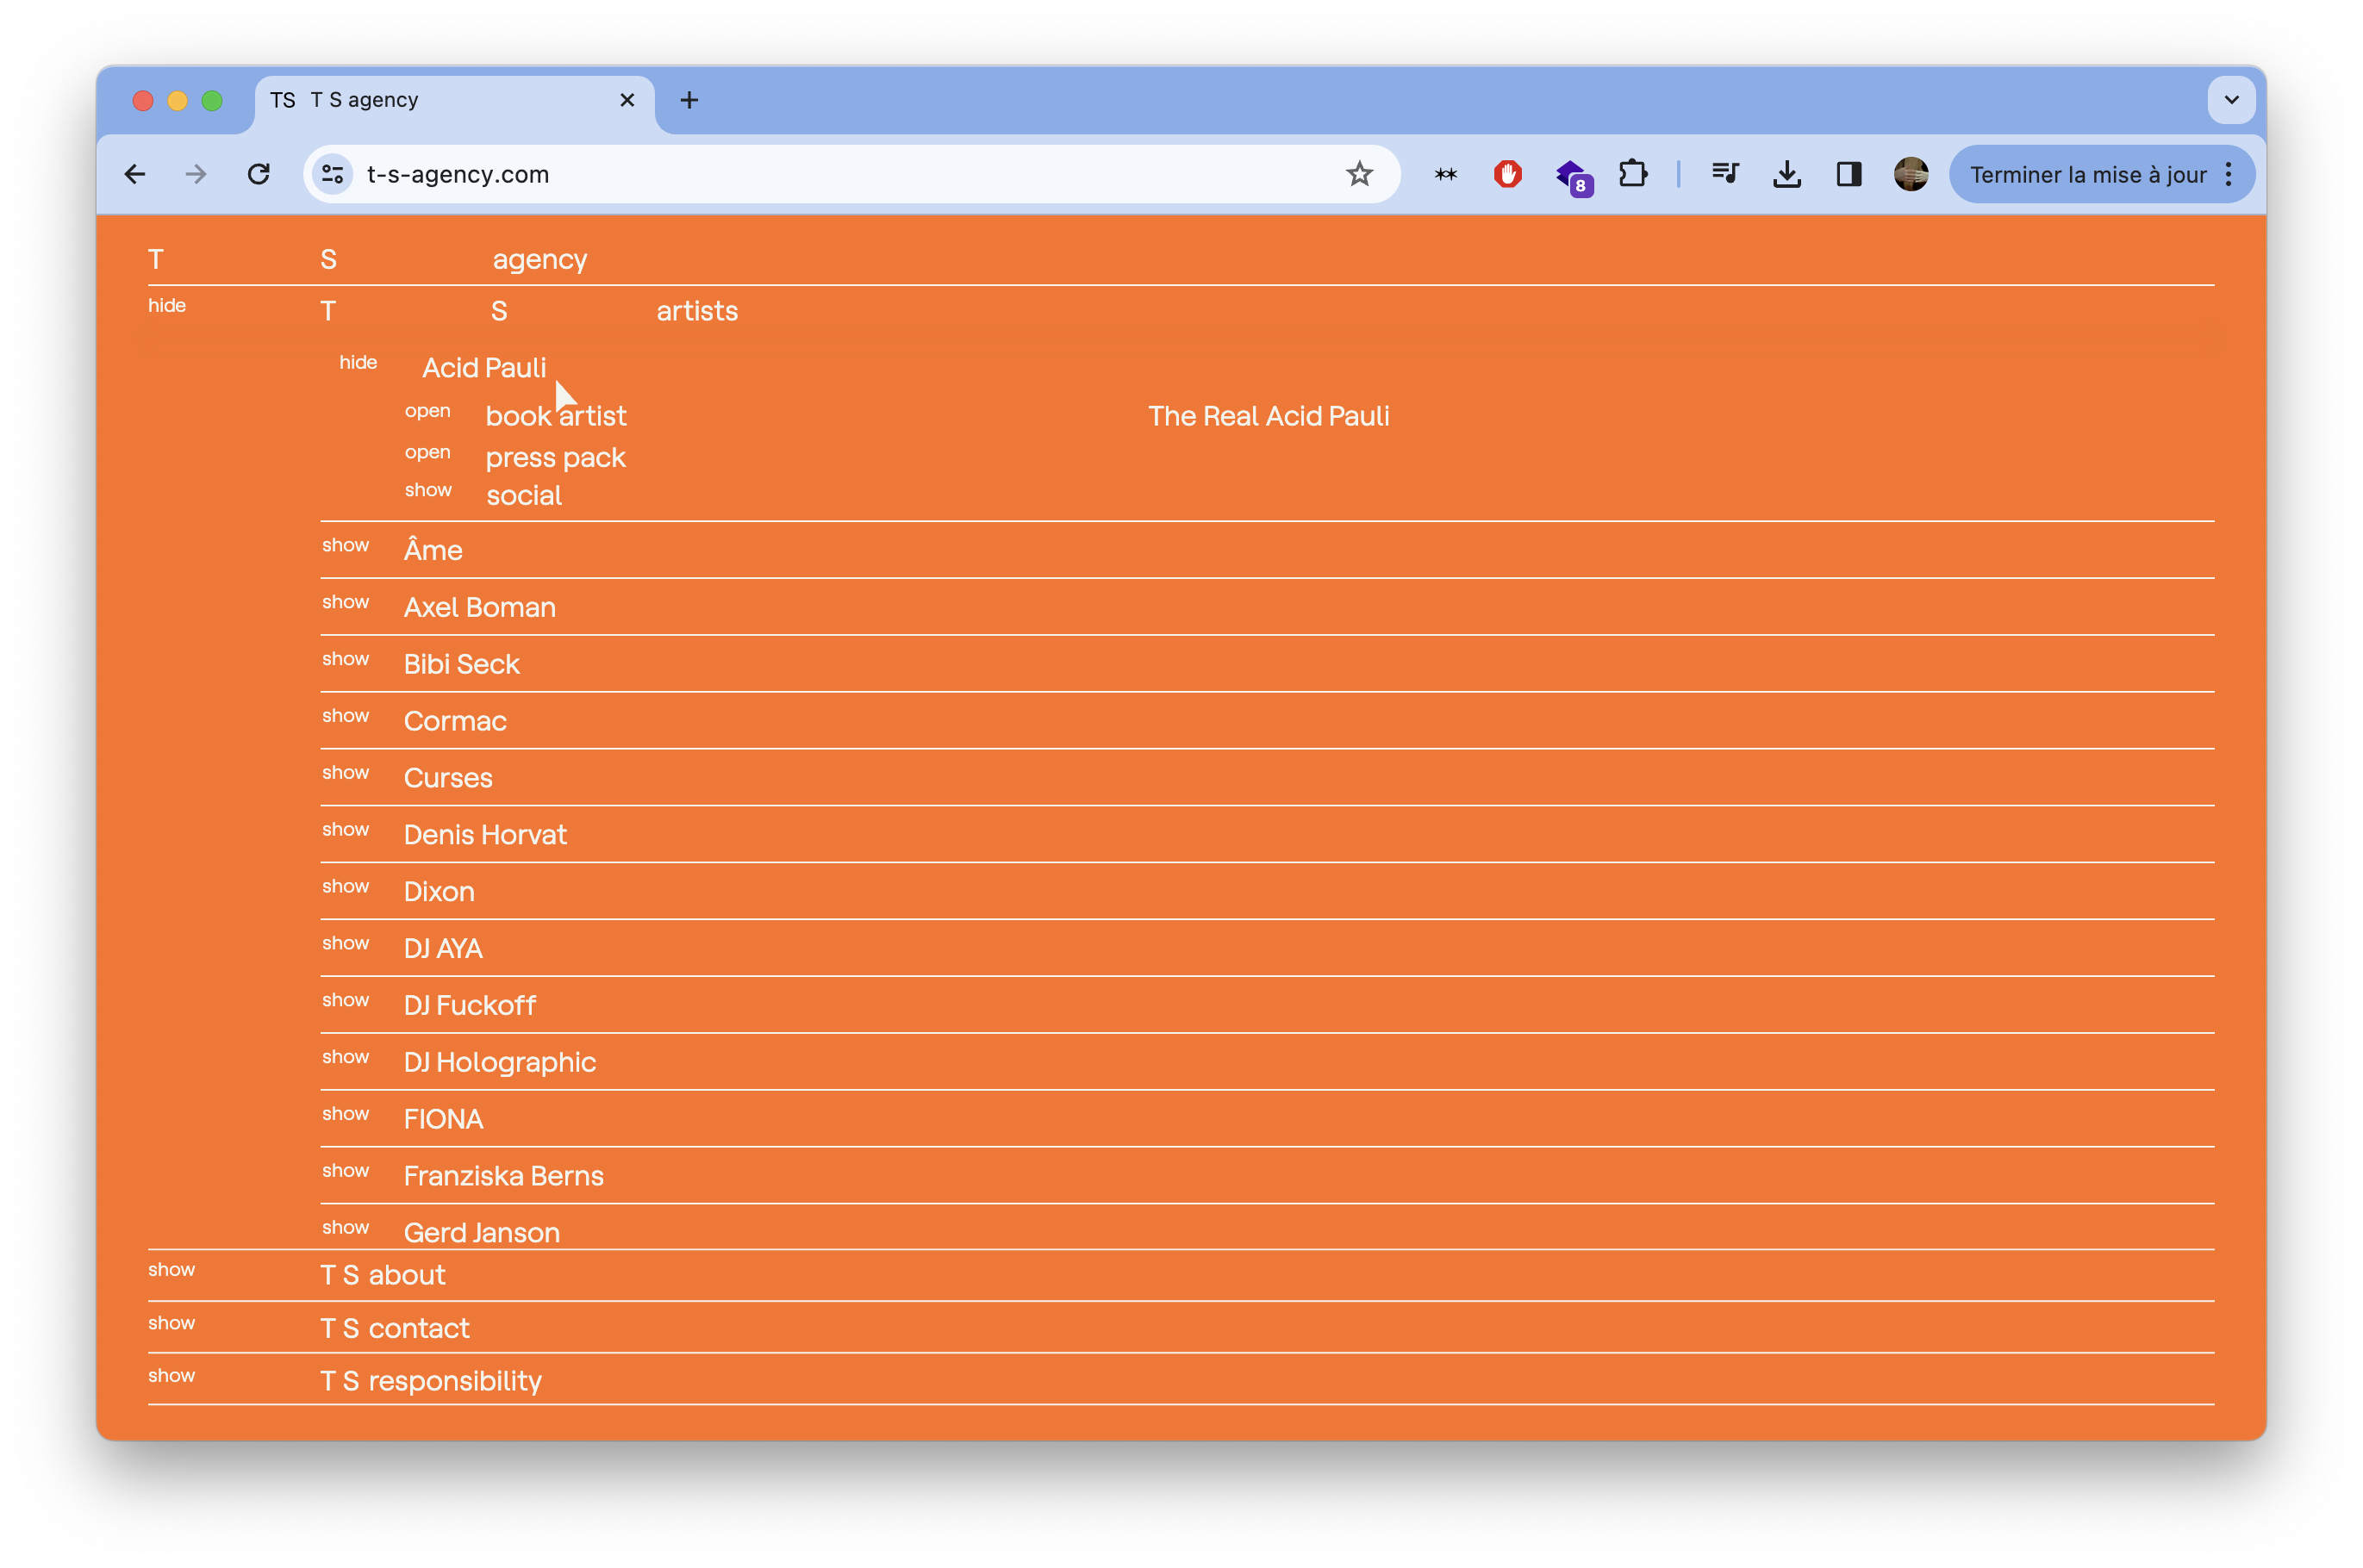 TS T S agency
t-s-agency.com
8
Terminer la mise à jour
T S agency
hide T S artists
hide Acid Pauli
open book artist The Real Acid Pauli
open press pack
show social
show Âme
show Axel Boman
show Bibi Seck
show Cormac
show Curses
show Denis Horvat
show Dixon
show DJ AYA
show DJ Fuckoff
show DJ Holographic
show FIONA
show Franziska Berns
show Gerd Janson
show T S about
show T S contact
show T S responsibility